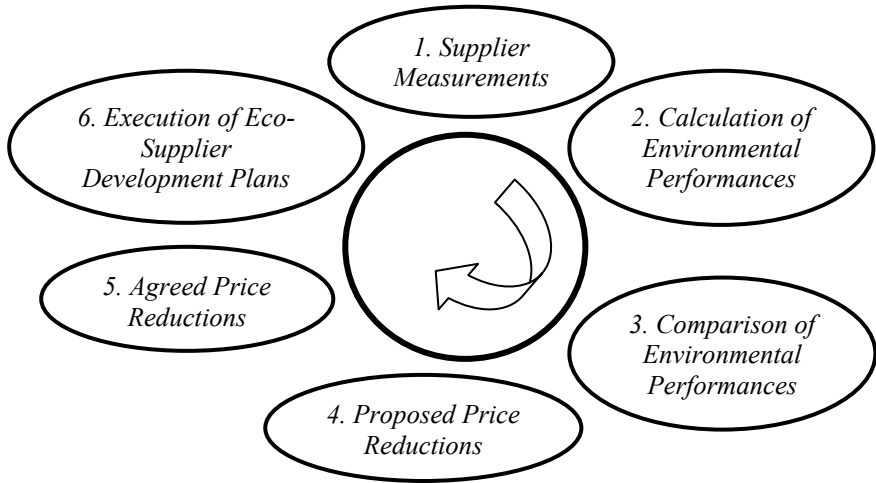 1. Supplier
Measurements
2. Calculation of
Environmental
Performances
3. Comparison of
Environmental
Performances
4. Proposed Price
Reductions
5. Agreed Price
Reductions
6. Execution of Eco-
Supplier
Development Plans